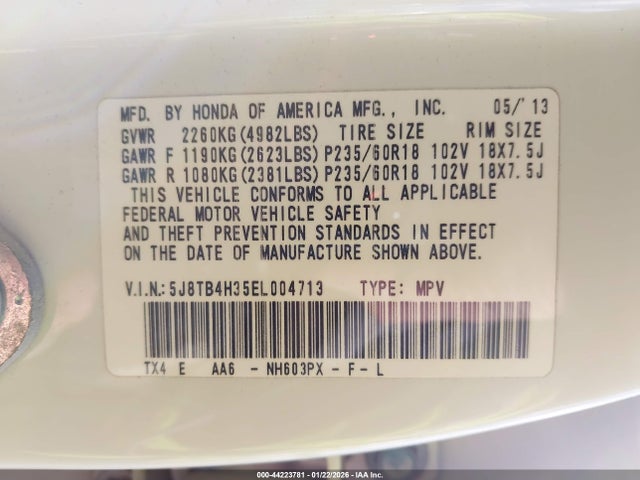 MFD. BY HONDA OF AMERICA MFG., INC. 05/'13
GVWR 2260KG(4982LBS) TIRE SIZE RIM SIZE
GAWR F 1190KG(2623LBS) P235/60R18 102V 18X7.5J
GAWR R 1080KG(2381LBS) P235/60R18 102V 18X7.5J
THIS VEHICLE CONFORMS TO ALL APPLICABLE
FEDERAL MOTOR VEHICLE SAFETY
AND THEFT PREVENTION STANDARDS IN EFFECT
ON THE DATE OF MANUFACTURE SHOWN ABOVE.
V.I.N.: 5J8TB4H35EL004713 TYPE: MPV
TX4 E AA6 - NH603PX - F - L
000-44223781 - 01/22/2026 - IAA Inc.